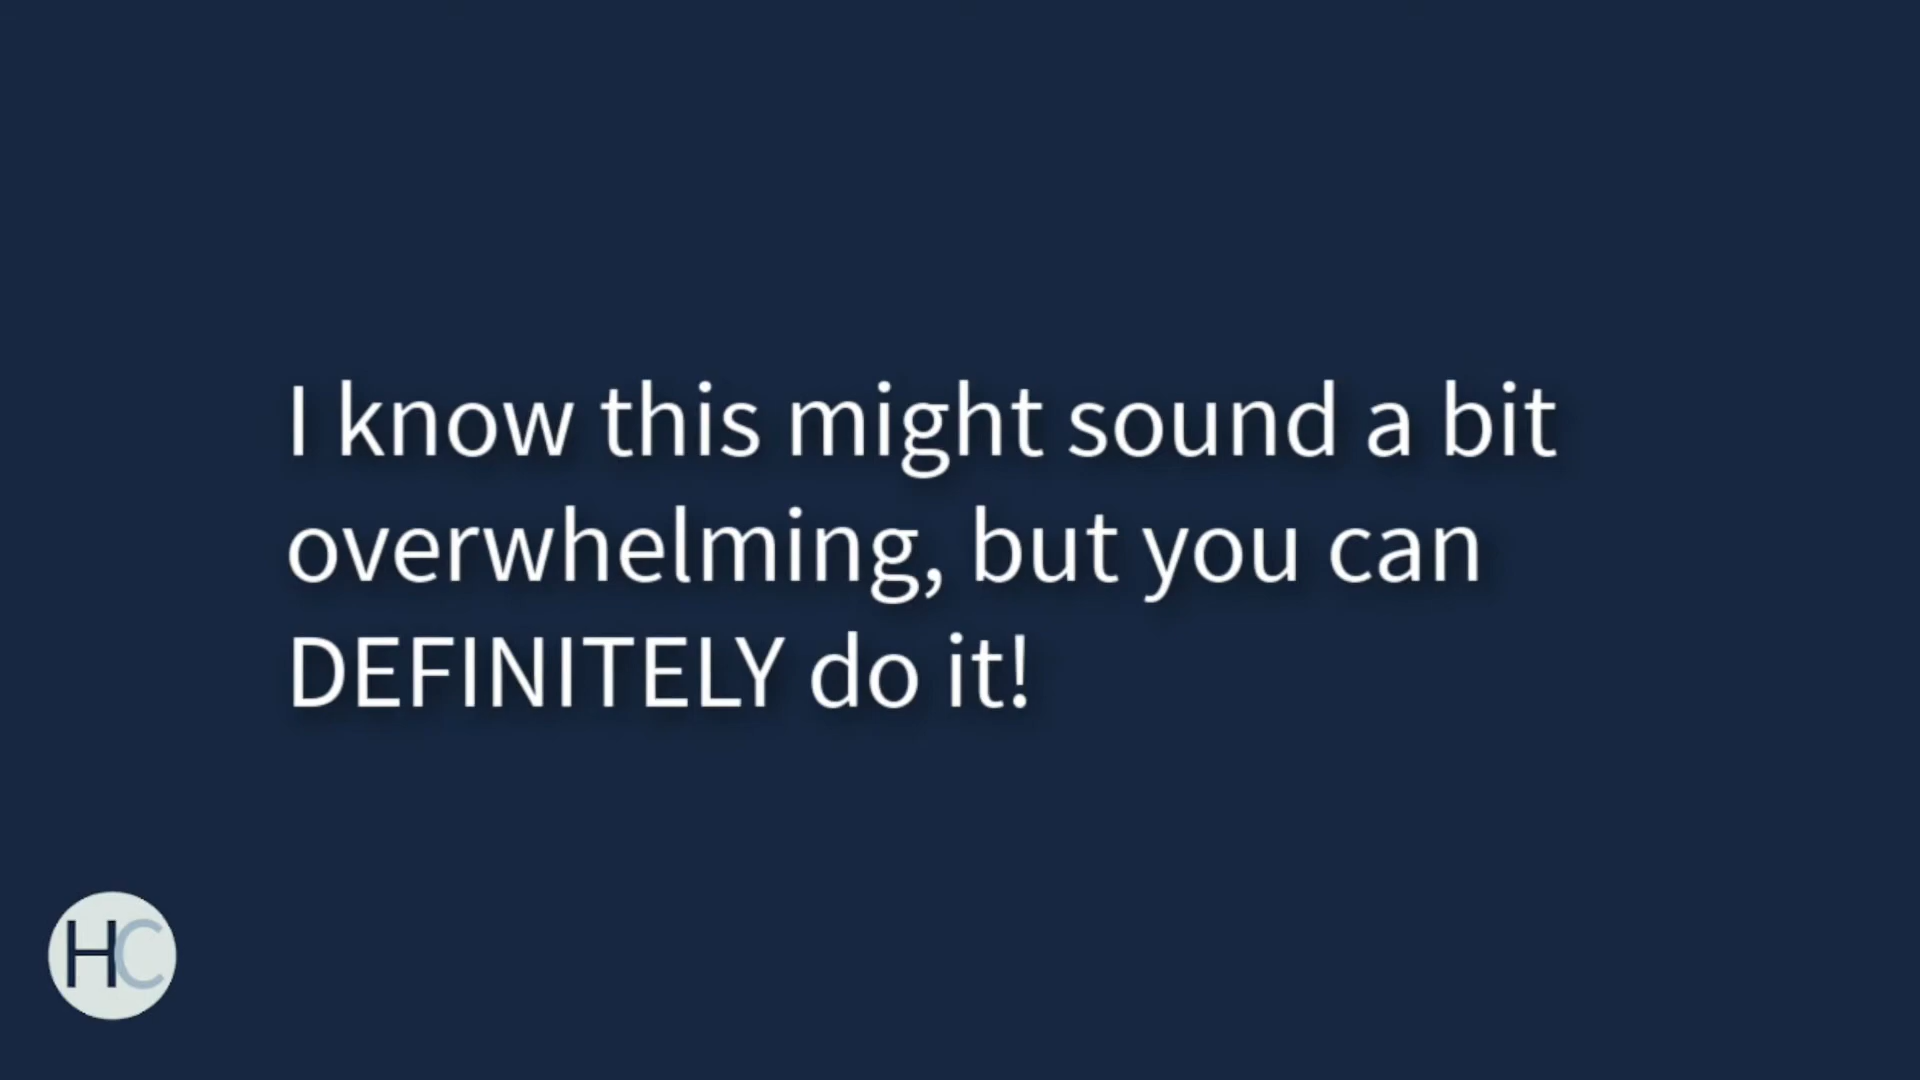 I know this might sound a bit
overwhelming, but you can
DEFINITELY do it!
HC